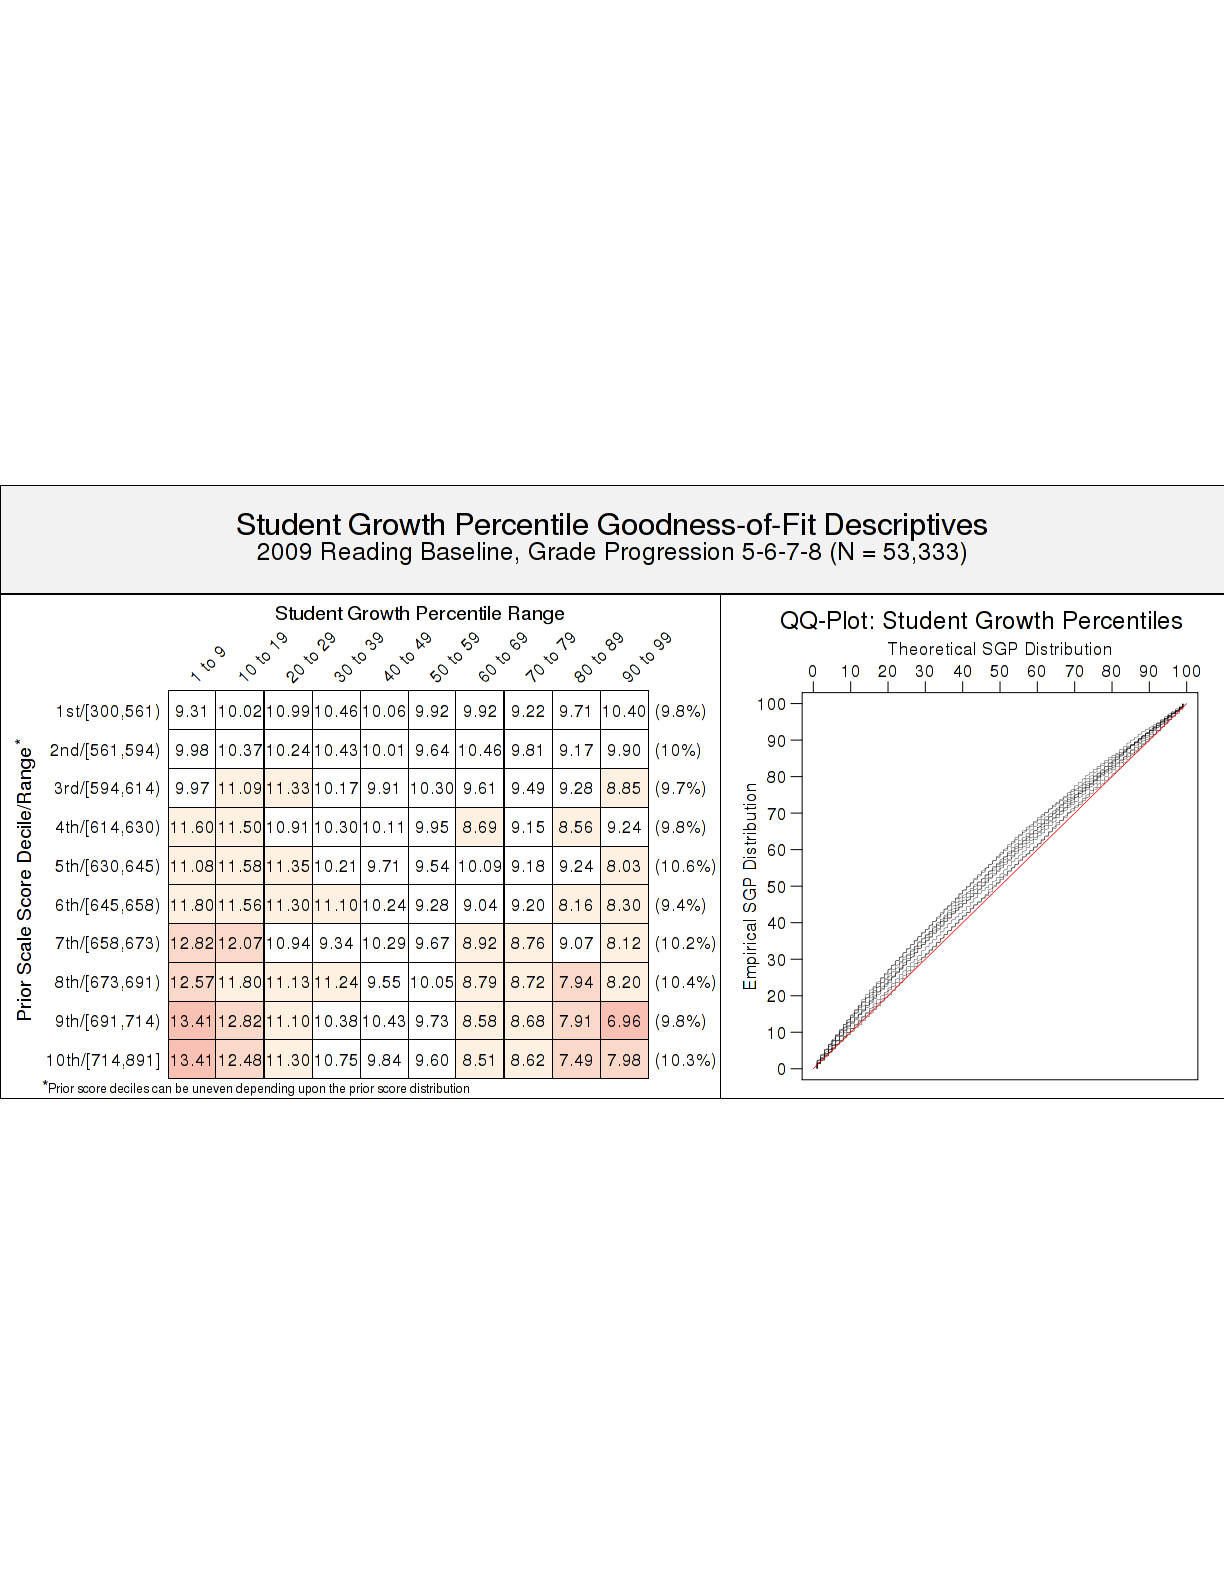 Student Growth Percentile Goodness-of-Fit Descriptives
2009 Reading Baseline, Grade Progression 5-6-7-8 (N = 53,333)
Student Growth Percentile Range
1 to 9 10 to 19 20 to 29 30 to 39 40 to 49 50 to 59 60 to 69 70 to 79 80 to 89 90 to 99
Prior Scale Score Decile/Range*
1st/[300,561) 9.31 10.02 10.99 10.46 10.06 9.92 9.92 9.22 9.71 10.40 (9.8%)
2nd/[561,594) 9.98 10.37 10.24 10.43 10.01 9.64 10.46 9.81 9.17 9.90 (10%)
3rd/[594,614) 9.97 11.09 11.33 10.17 9.91 10.30 9.61 9.49 9.28 8.85 (9.7%)
4th/[614,630) 11.60 11.50 10.91 10.30 10.11 9.95 8.69 9.15 8.56 9.24 (9.8%)
5th/[630,645) 11.08 11.58 11.35 10.21 9.71 9.54 10.09 9.18 9.24 8.03 (10.6%)
6th/[645,658) 11.80 11.56 11.30 11.10 10.24 9.28 9.04 9.20 8.16 8.30 (9.4%)
7th/[658,673) 12.82 12.07 10.94 9.34 10.29 9.67 8.92 8.76 9.07 8.12 (10.2%)
8th/[673,691) 12.57 11.80 11.13 11.24 9.55 10.05 8.79 8.72 7.94 8.20 (10.4%)
9th/[691,714) 13.41 12.82 11.10 10.38 10.43 9.73 8.58 8.68 7.91 6.96 (9.8%)
10th/[714,891] 13.41 12.48 11.30 10.75 9.84 9.60 8.51 8.62 7.49 7.98 (10.3%)
*Prior score deciles can be uneven depending upon the prior score distribution
QQ-Plot: Student Growth Percentiles
Theoretical SGP Distribution
0 10 20 30 40 50 60 70 80 90 100
Empirical SGP Distribution
100
90
80
70
60
50
40
30
20
10
0